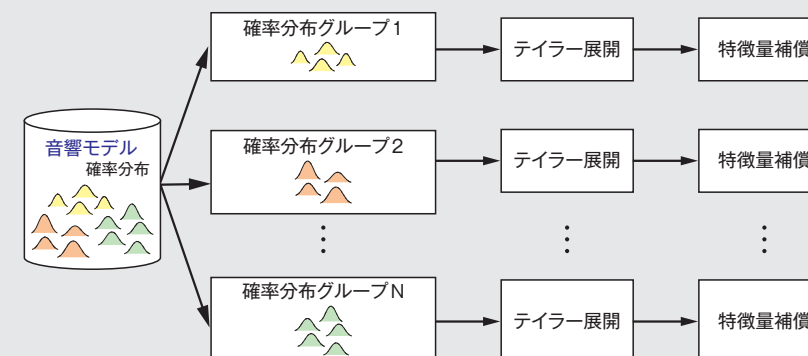 確率分布グループ1
テイラー展開
特徴量補償
音響モデル
確率分布
確率分布グループ2
テイラー展開
特徴量補償
確率分布グループN
テイラー展開
特徴量補償